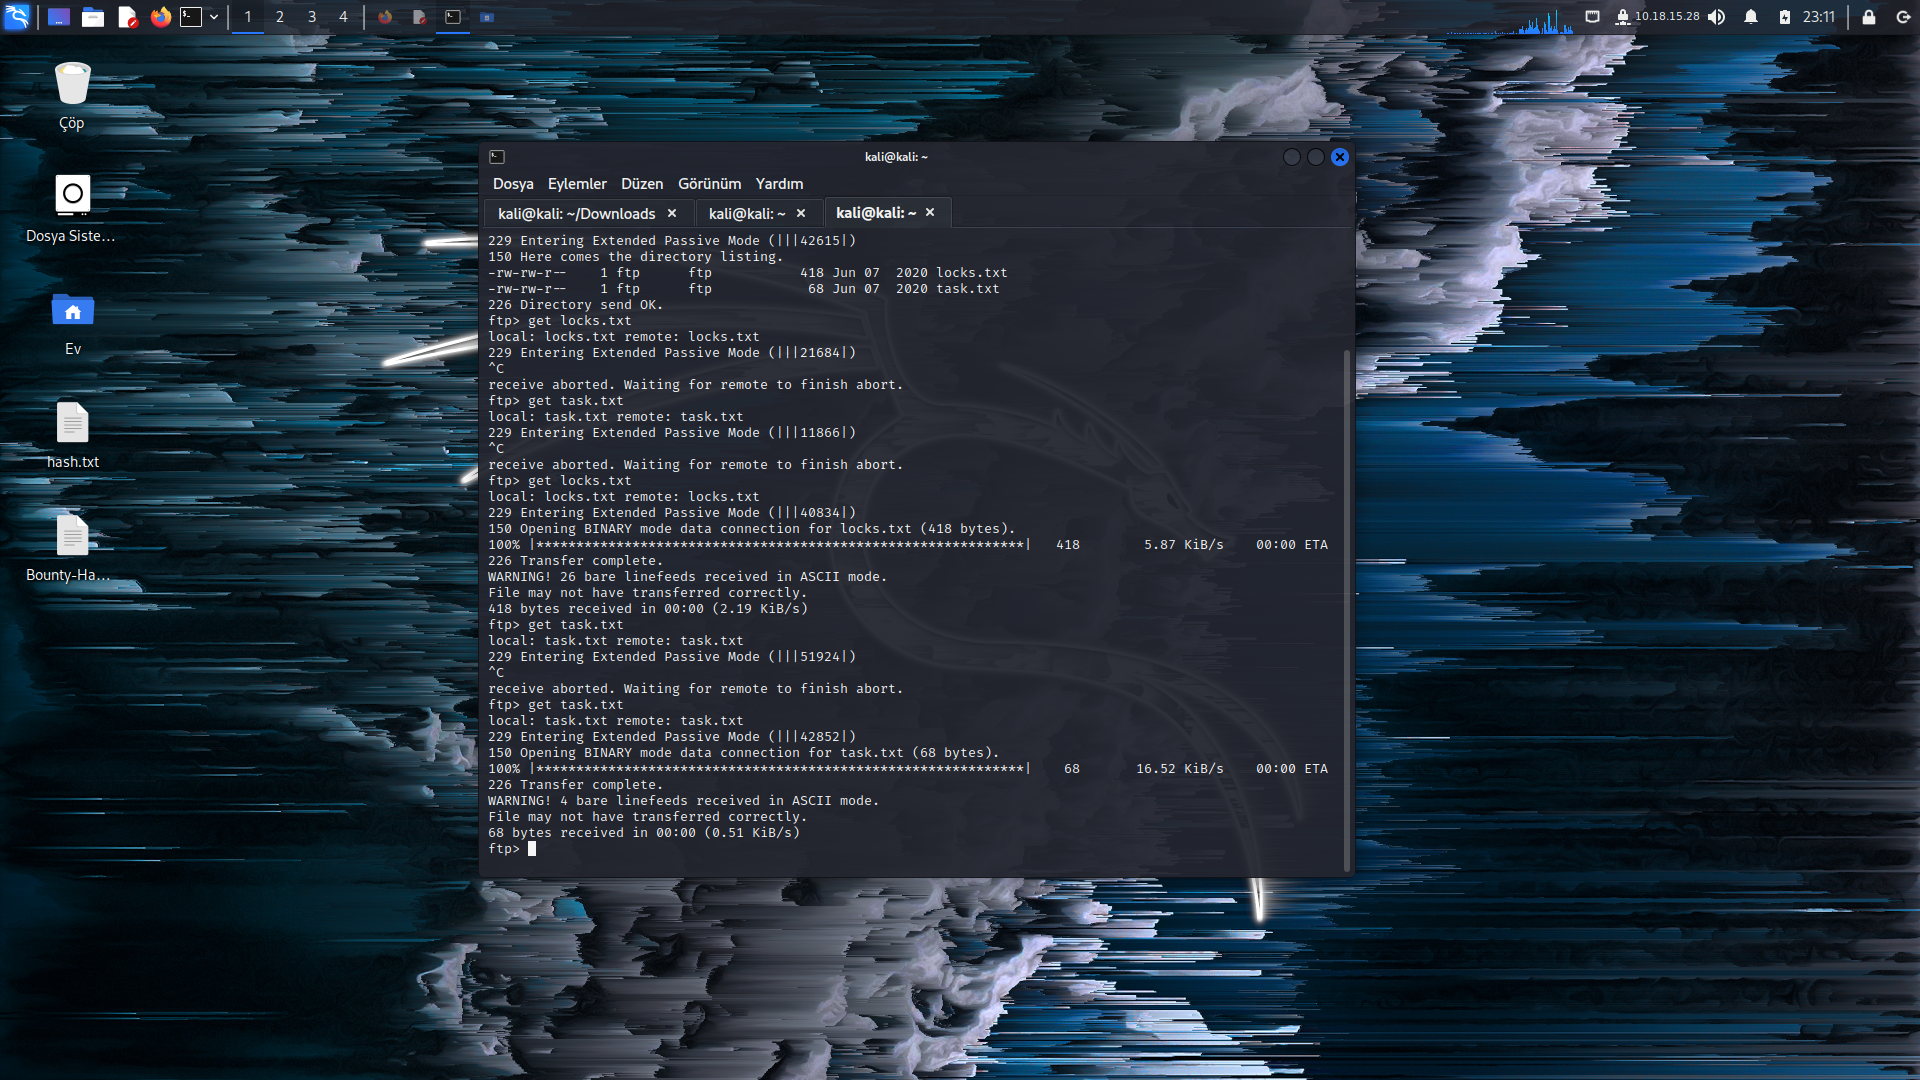 1 2 3 4
10.18.15.28
23:11
Çöp
Dosya Siste...
Ev
hash.txt
Bounty-Ha...
kali@kali: ~
Dosya Eylemler Düzen Görünüm Yardım
kali@kali: ~/Downloads kali@kali: ~ kali@kali: ~
229 Entering Extended Passive Mode (|||42615|)
150 Here comes the directory listing.
-rw-rw-r-- 1 ftp ftp 418 Jun 07 2020 locks.txt
-rw-rw-r-- 1 ftp ftp 68 Jun 07 2020 task.txt
226 Directory send OK.
ftp> get locks.txt
local: locks.txt remote: locks.txt
229 Entering Extended Passive Mode (|||21684|)
^C
receive aborted. Waiting for remote to finish abort.
ftp> get task.txt
local: task.txt remote: task.txt
229 Entering Extended Passive Mode (|||11866|)
^C
receive aborted. Waiting for remote to finish abort.
ftp> get locks.txt
local: locks.txt remote: locks.txt
229 Entering Extended Passive Mode (|||40834|)
150 Opening BINARY mode data connection for locks.txt (418 bytes).
100% |*************************************************************| 418 5.87 KiB/s 00:00 ETA
226 Transfer complete.
WARNING! 26 bare linefeeds received in ASCII mode.
File may not have transferred correctly.
418 bytes received in 00:00 (2.19 KiB/s)
ftp> get task.txt
local: task.txt remote: task.txt
229 Entering Extended Passive Mode (|||51924|)
^C
receive aborted. Waiting for remote to finish abort.
ftp> get task.txt
local: task.txt remote: task.txt
229 Entering Extended Passive Mode (|||42852|)
150 Opening BINARY mode data connection for task.txt (68 bytes).
100% |*************************************************************| 68 16.52 KiB/s 00:00 ETA
226 Transfer complete.
WARNING! 4 bare linefeeds received in ASCII mode.
File may not have transferred correctly.
68 bytes received in 00:00 (0.51 KiB/s)
ftp>